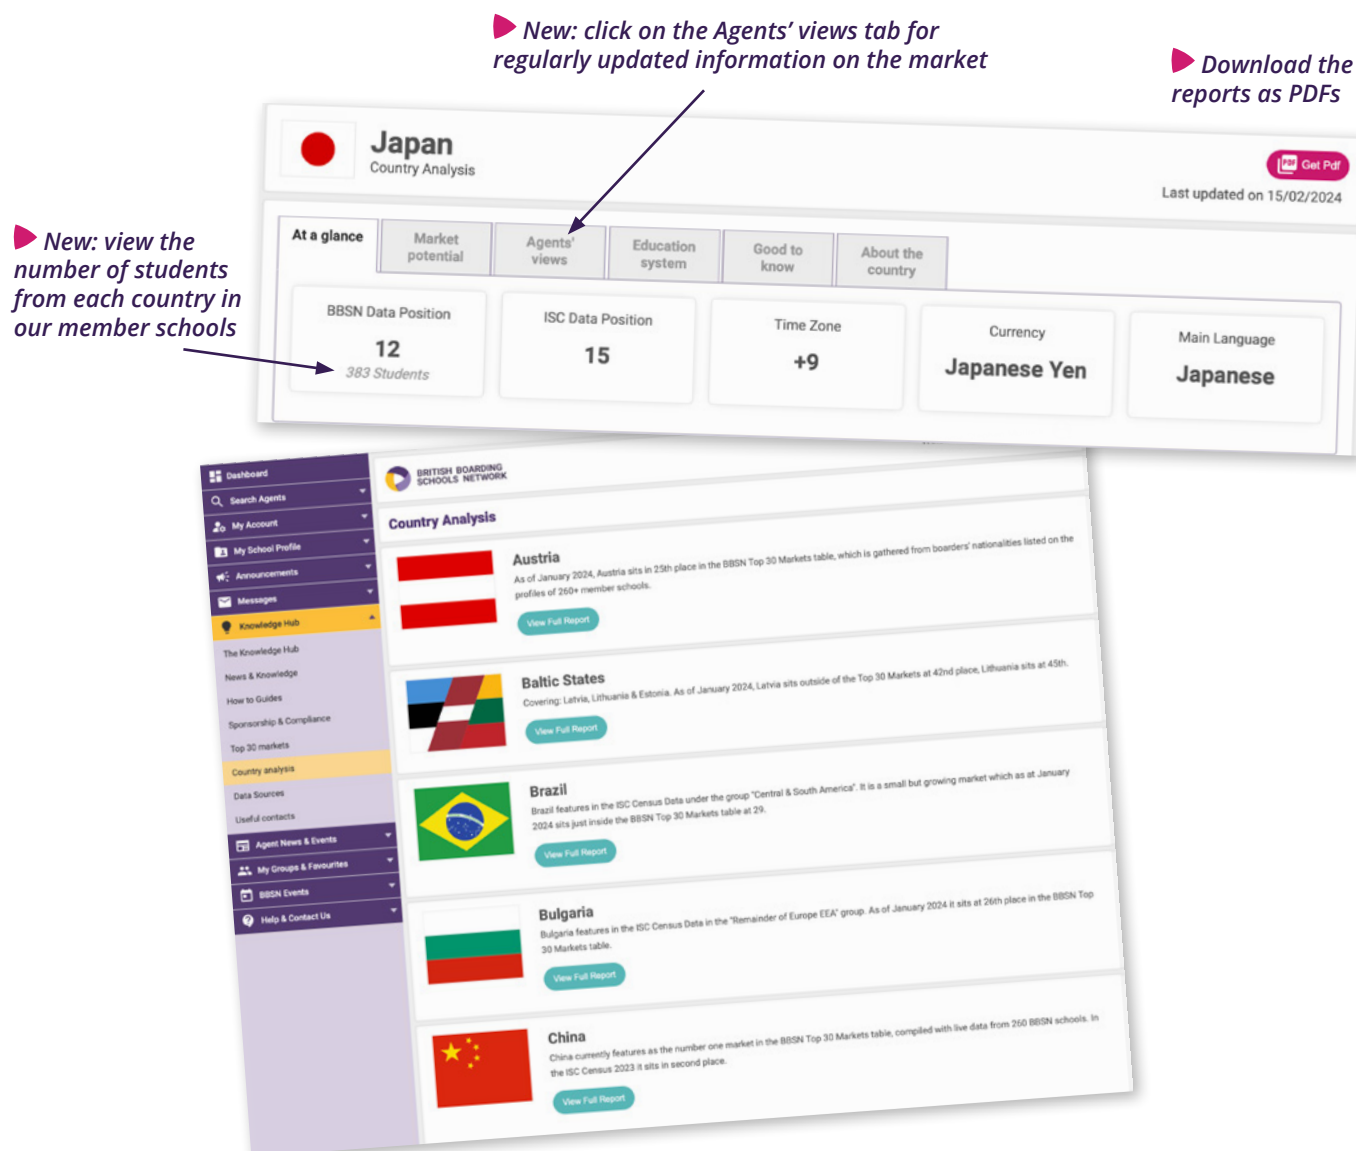 New: click on the Agents’ views tab for
regularly updated information on the market
Download the
reports as PDFs
Japan
Country Analysis
PDF Get Pdf
Last updated on 15/02/2024
New: view the
number of students
from each country in
our member schools
At a glance
Market
potential
Agents'
views
Education
system
Good to
know
About the
country
BBSN Data Position
12
383 Students
ISC Data Position
15
Time Zone
+9
Currency
Japanese Yen
Main Language
Japanese
Dashboard
Search Agents
My Account
My School Profile
Announcements
Messages
Knowledge Hub
The Knowledge Hub
News & Knowledge
How to Guides
Sponsorship & Compliance
Top 30 markets
Country analysis
Data Sources
Useful contacts
Agent News & Events
My Groups & Favourites
BBSN Events
Help & Contact Us
BRITISH BOARDING
SCHOOLS NETWORK
Country Analysis
Austria
As of January 2024, Austria sits in 25th place in the BBSN Top 30 Markets table, which is gathered from boarders' nationalities listed on the
profiles of 260+ member schools.
View Full Report
Baltic States
Covering: Latvia, Lithuania & Estonia. As of January 2024, Latvia sits outside of the Top 30 Markets at 42nd place, Lithuania sits at 45th.
View Full Report
Brazil
Brazil features in the ISC Census Data under the group "Central & South America". It is a small but growing market which as at January
2024 sits just inside the BBSN Top 30 Markets table at 29.
View Full Report
Bulgaria
Bulgaria features in the ISC Census Data in the "Remainder of Europe EEA" group. As of January 2024 it sits at 26th place in the BBSN Top
30 Markets table.
View Full Report
China
China currently features as the number one market in the BBSN Top 30 Markets table, compiled with live data from 260 BBSN schools. In
the ISC Census 2023 it sits in second place.
View Full Report